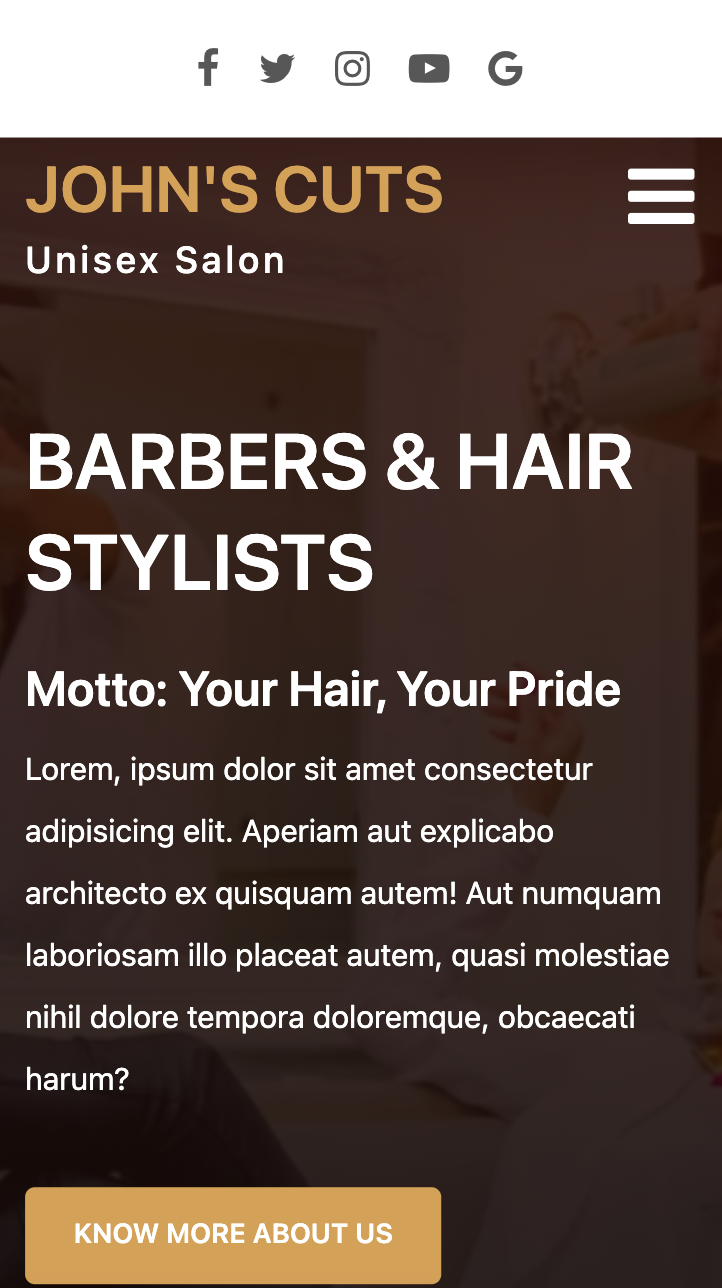 JOHN'S CUTS
Unisex Salon
BARBERS & HAIR
STYLISTS
Motto: Your Hair, Your Pride
Lorem, ipsum dolor sit amet consectetur
adipisicing elit. Aperiam aut explicabo
architecto ex quisquam autem! Aut numquam
laboriosam illo placeat autem, quasi molestiae
nihil dolore tempora doloremque, obcaecati
harum?
KNOW MORE ABOUT US